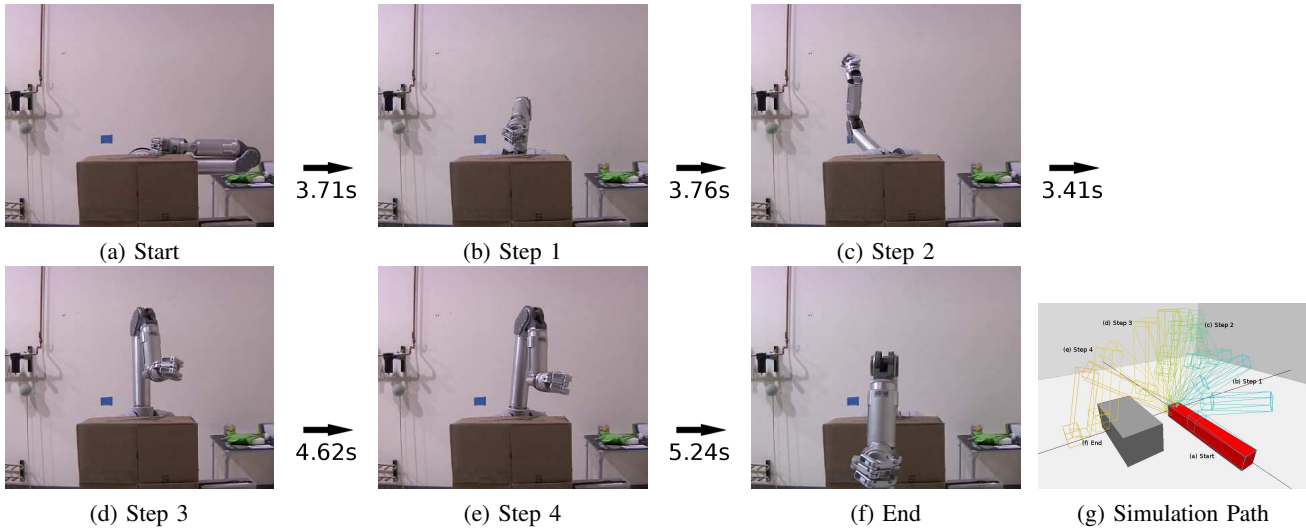 3.71s
3.76s
3.41s
(a) Start
(b) Step 1
(c) Step 2
(d) Step 3
(c) Step 2
(e) Step 4
(b) Step 1
(f) End
(a) Start
4.62s
5.24s
(d) Step 3
(e) Step 4
(f) End
(g) Simulation Path